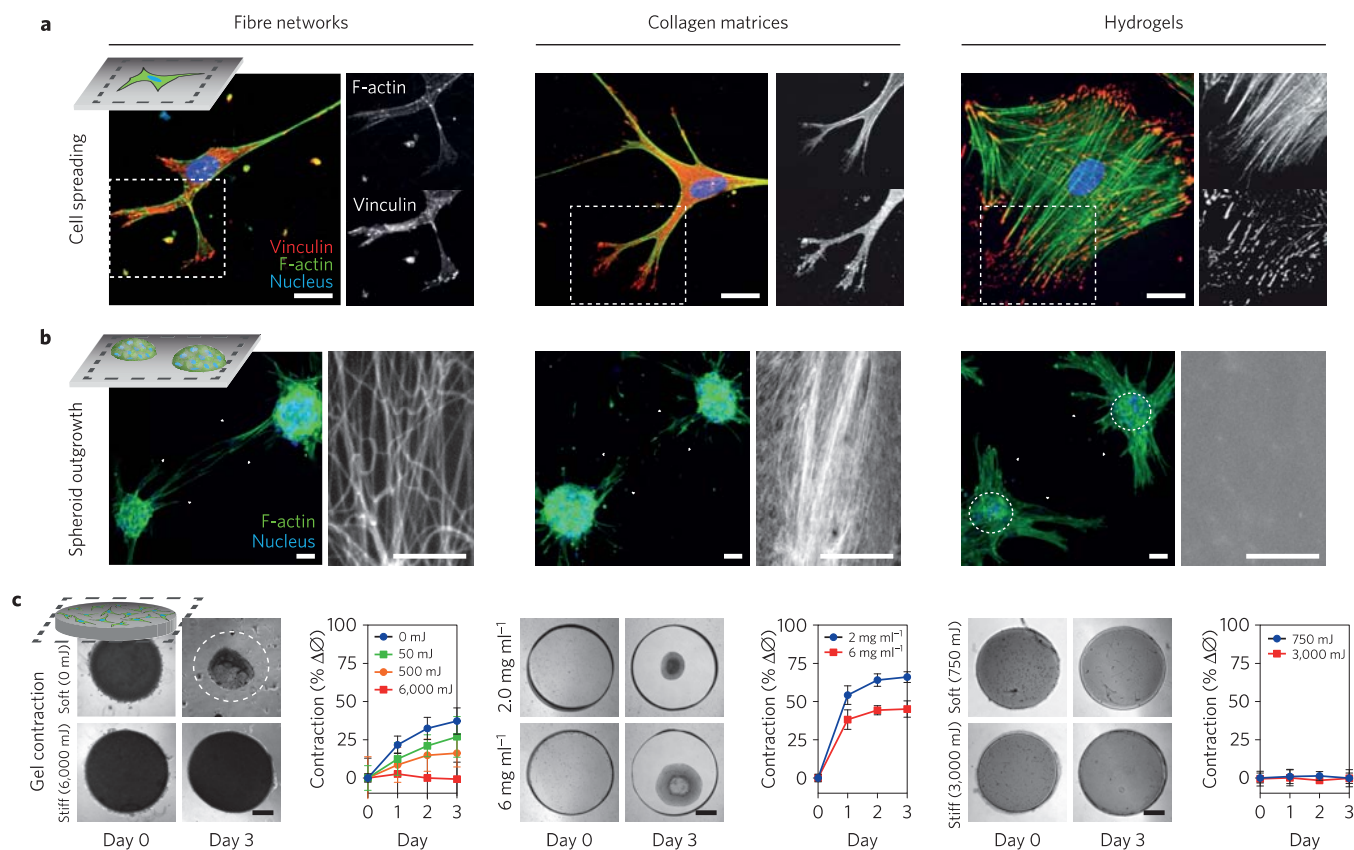 a
Fibre networks
Collagen matrices
Hydrogels
Cell spreading
F-actin
Vinculin
Vinculin
F-actin
Nucleus
b
Spheroid outgrowth
F-actin
Nucleus
c
Gel contraction
Soft (0 mJ)
Stiff (6,000 mJ)
Day 0
Day 3
Contraction (% ΔØ)
100
75
50
25
0
0 mJ
50 mJ
500 mJ
6,000 mJ
0 1 2 3
Day
2.0 mg ml⁻¹
6 mg ml⁻¹
Day 0
Day 3
Contraction (% ΔØ)
100
75
50
25
0
2 mg ml⁻¹
6 mg ml⁻¹
0 1 2 3
Day
Soft (750 mJ)
Stiff (3,000 mJ)
Day 0
Day 3
Contraction (% ΔØ)
100
75
50
25
0
750 mJ
3,000 mJ
0 1 2 3
Day